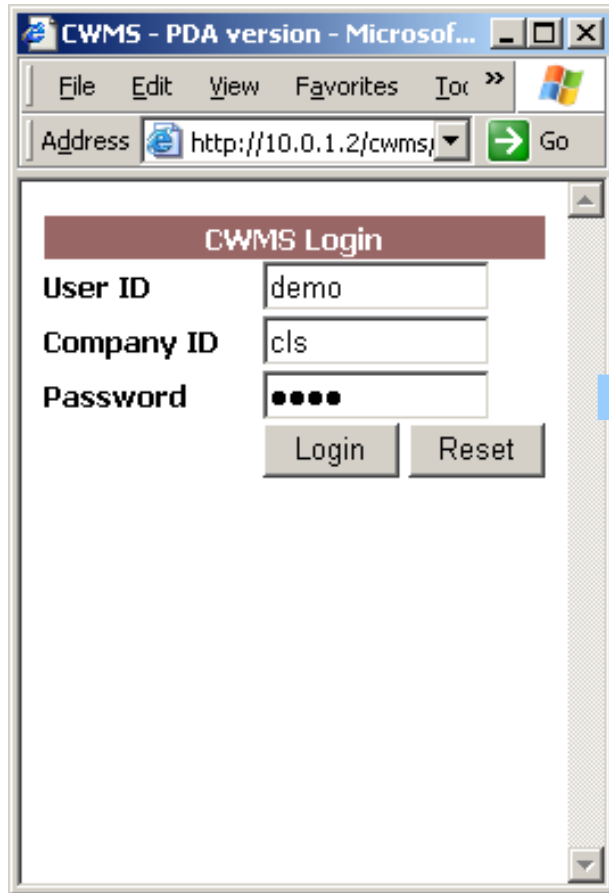 CWMS - PDA version - Microsof...
File Edit View Favorites »
Address http://10.0.1.2/cwms/ Go
CWMS Login
User ID demo
Company ID cls
Password ●●●●
Login Reset